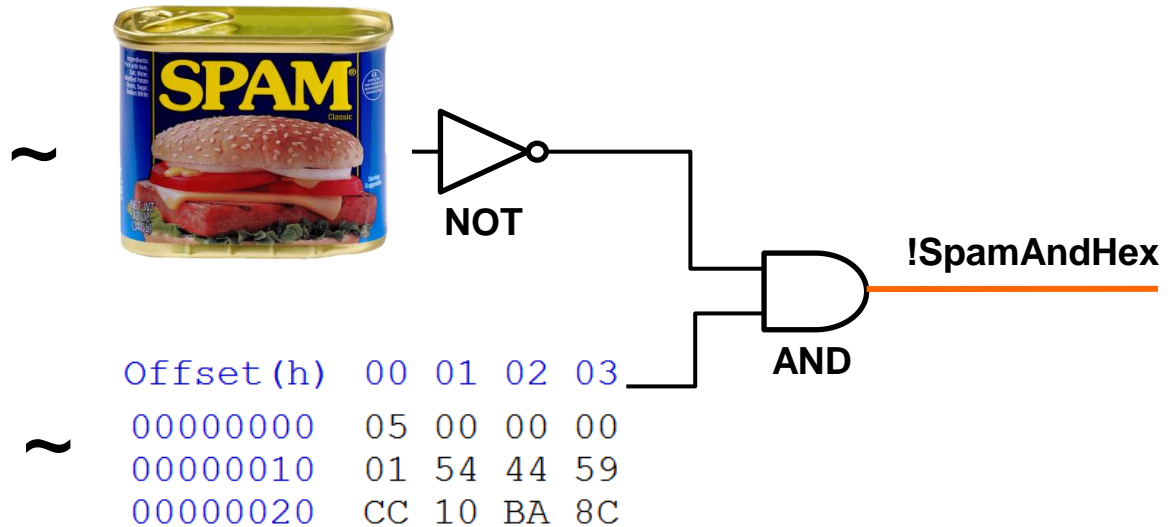 SPAM®
Classic
~
NOT
!SpamAndHex
AND
Offset(h) 00 01 02 03
00000000 05 00 00 00
~
00000010 01 54 44 59
00000020 CC 10 BA 8C